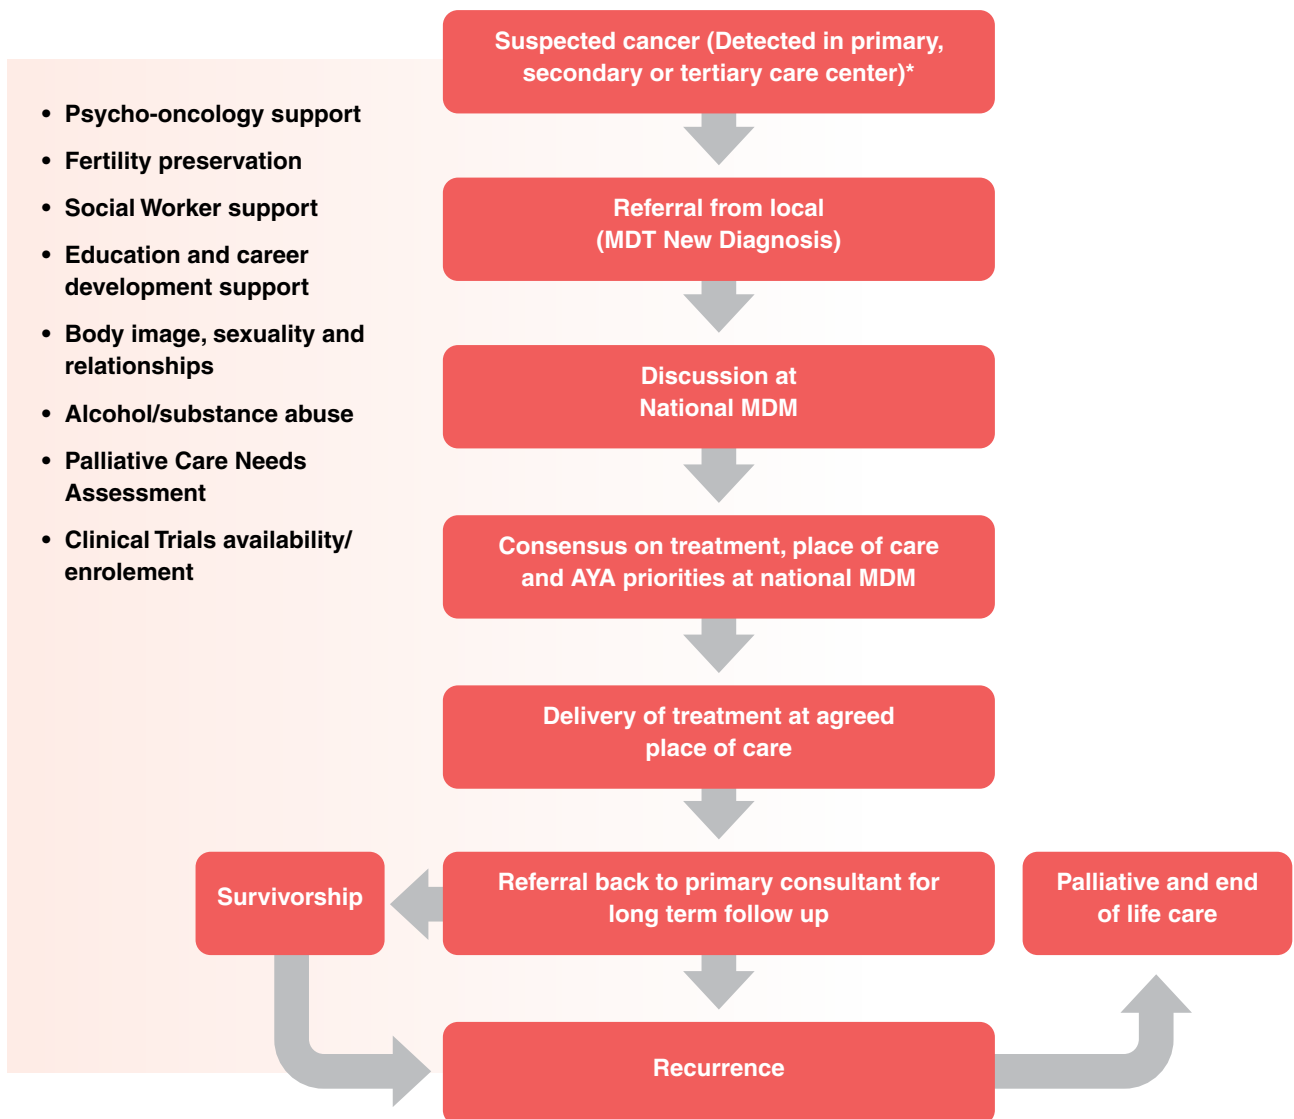 Suspected cancer (Detected in primary,
secondary or tertiary care center)*
• Psycho-oncology support
• Fertility preservation
• Social Worker support
• Education and career
development support
• Body image, sexuality and
relationships
• Alcohol/substance abuse
• Palliative Care Needs
Assessment
• Clinical Trials availability/
enrolement
Referral from local
(MDT New Diagnosis)
Discussion at
National MDM
Consensus on treatment, place of care
and AYA priorities at national MDM
Delivery of treatment at agreed
place of care
Survivorship
Referral back to primary consultant for
long term follow up
Palliative and end
of life care
Recurrence